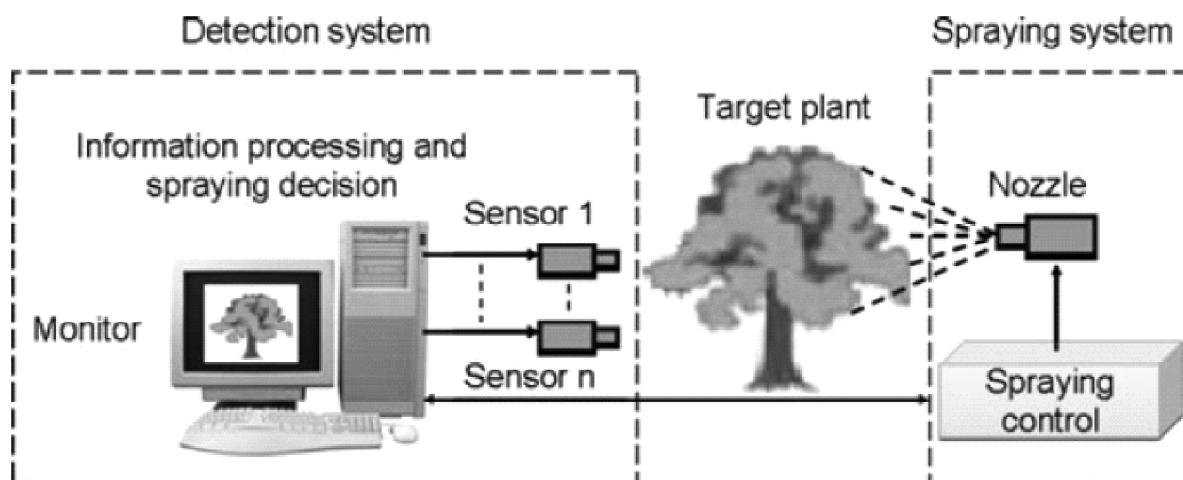 Detection system
Spraying system
Information processing and
spraying decision
Target plant
Sensor 1
Nozzle
Monitor
Sensor n
Spraying
control